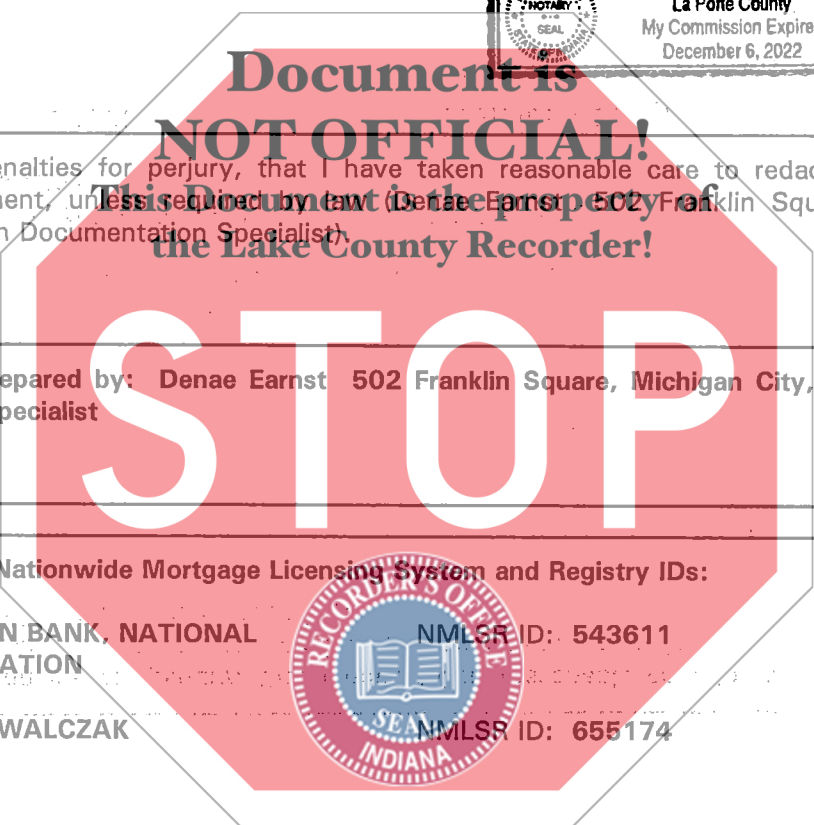 NOTARY
SEAL
STATE OF INDIANA
La Porte County
My Commission Expire
December 6, 2022
Document is
NOT OFFICIAL!
enalties for perjury, that I have taken reasonable care to redac
This Document is the property of
ent, unless required by law (Denae Earnst - 502 Franklin Squ
n Documentation Specialist).
the Lake County Recorder!
STOP
epared by: Denae Earnst 502 Franklin Square, Michigan City,
pecialist
Nationwide Mortgage Licensing System and Registry IDs:
RECORDER'S OFFICE
N BANK, NATIONAL NMLSR ID: 543611
ATION
WALCZAK NMLSR ID: 655174
SEAL
INDIANA